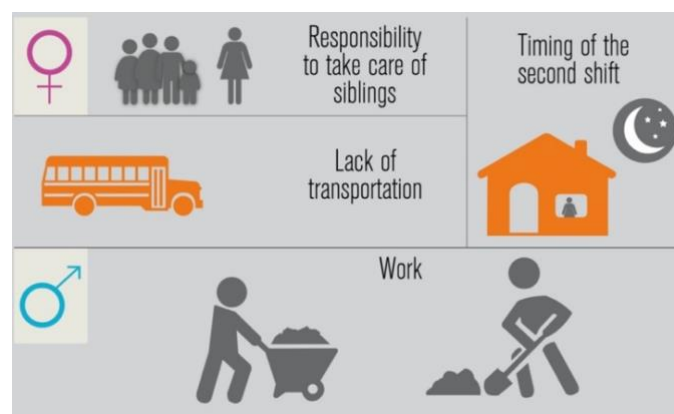 Responsibility
to take care of
siblings
Timing of the
second shift
Lack of
transportation
Work